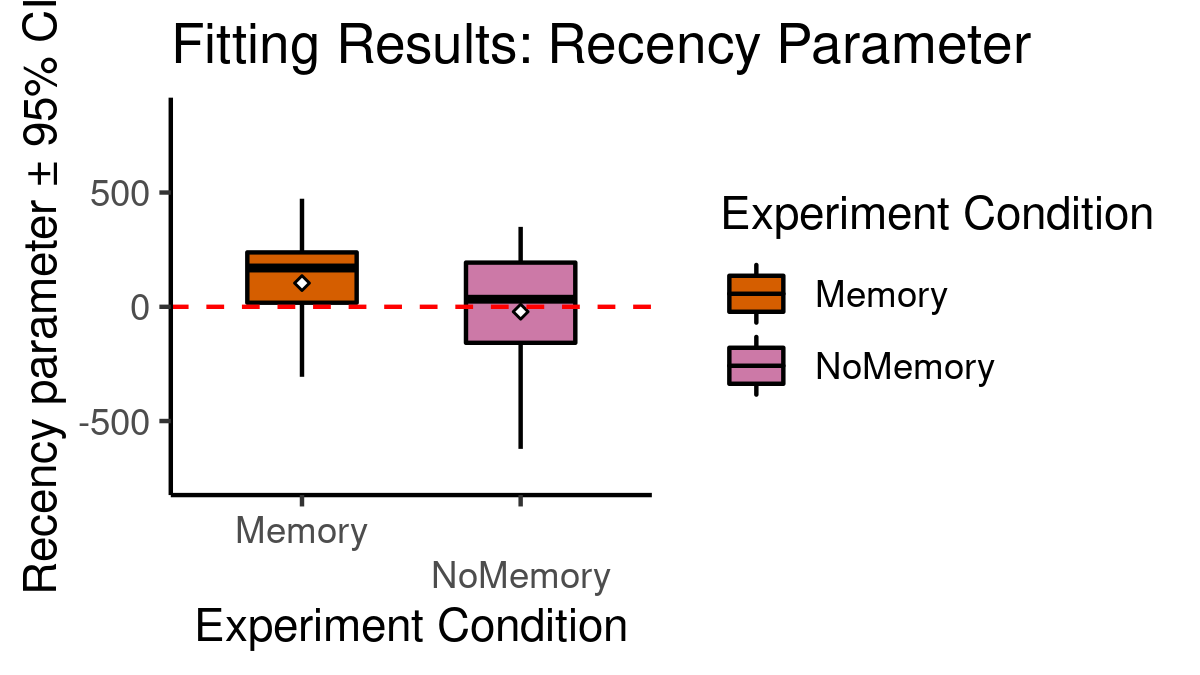 Fitting Results: Recency Parameter
Recency parameter ± 95% CI
500
0
-500
Memory
NoMemory
Experiment Condition
Experiment Condition
Memory
NoMemory